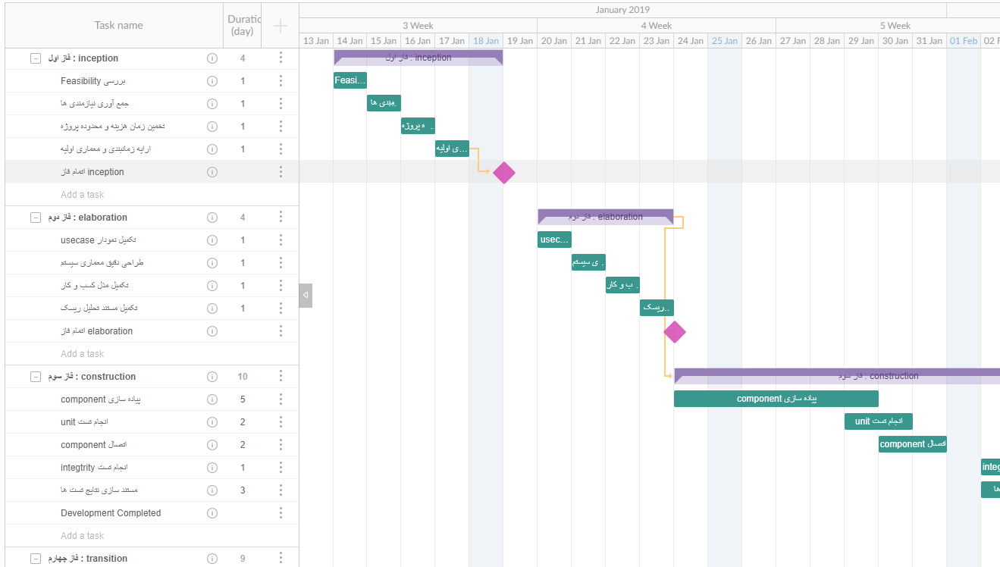 Task name
Duratic
(day)
January 2019
3 Week
4 Week
5 Week
13 Jan
14 Jan
15 Jan
16 Jan
17 Jan
18 Jan
19 Jan
20 Jan
21 Jan
22 Jan
23 Jan
24 Jan
25 Jan
26 Jan
27 Jan
28 Jan
29 Jan
30 Jan
31 Jan
01 Feb
02 F
فاز اول : inception
4
فاز اول : inception
بررسی Feasibility
1
Feasi...
جمع آوری نیازمندی ها
1
تخمین زمان هزینه و محدوده پروژه
1
ه پروژه ..
ارایه زمانبندی و معماری اولیه
1
ی اولیه...
اتمام فاز inception
Add a task
فاز دوم : elaboration
4
فاز دوم : elaboration
تکمیل نمودار usecase
1
usec...
طراحی دقیق معماری سیستم
1
ی سیستم ..
تکمیل مدل کسب و کار
1
ب و کار ..
تکمیل مستند تحلیل ریسک
1
ریسک..
اتمام فاز elaboration
Add a task
فاز سوم : construction
10
فاز سوم : construction
پیاده سازی component
5
پیاده سازی component
انجام تست unit
2
انجام تست unit
اتصال component
2
اتصال component
انجام تست integtrity
1
integ
مستند سازی نتایج تست ها
3
ها
Development Completed
Add a task
فاز چهارم : transition
9